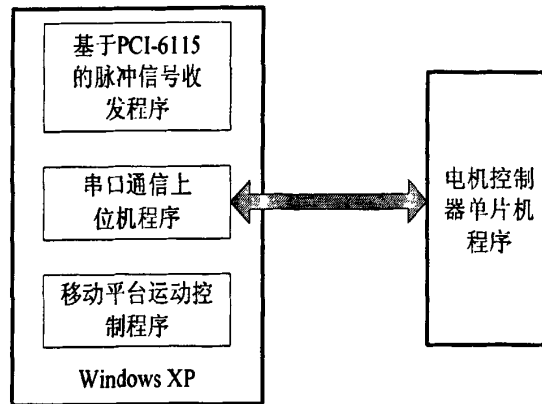 基于PCI-6115
的脉冲信号收
发程序
串口通信上
位机程序
移动平台运动控
制程序
Windows XP
电机控制
器单片机
程序